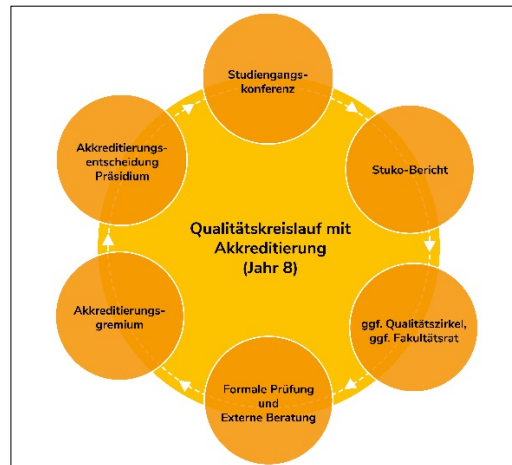 Studiengangs-
konferenz
Stuko-Bericht
ggf. Qualitätszirkel,
ggf. Fakultätsrat
Formale Prüfung
und
Externe Beratung
Akkreditierungs-
gremium
Akkreditierungs-
entscheidung
Präsidium
Qualitätskreislauf mit
Akkreditierung
(Jahr 8)